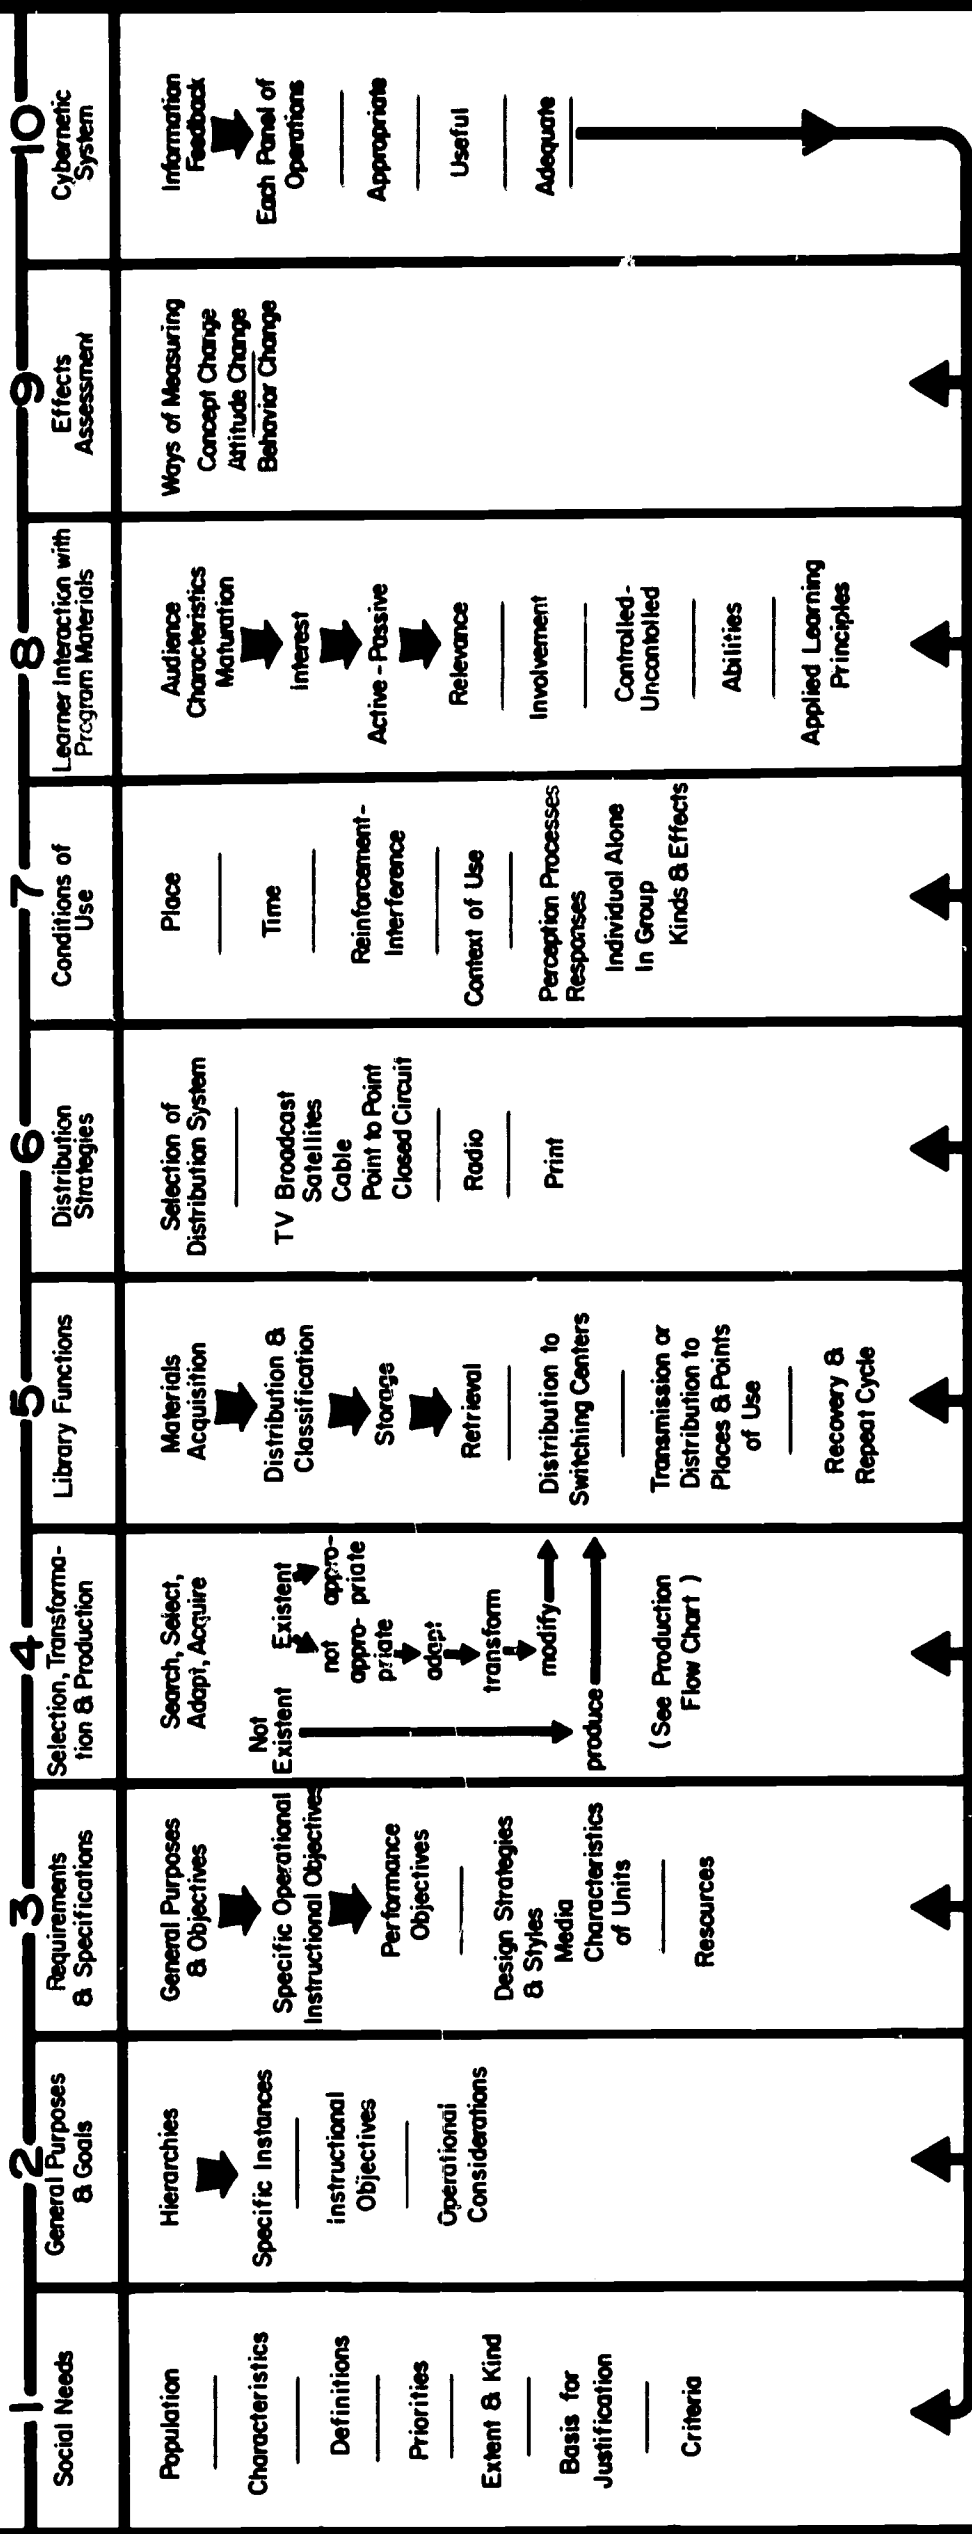 1
Social Needs
Population
Characteristics
Definitions
Priorities
Extent & Kind
Basis for
Justification
Criteria
2
General Purposes
& Goals
Hierarchies
Specific Instances
Instructional
Objectives
Operational
Considerations
3
Requirements
& Specifications
General Purposes
& Objectives
Specific Operational
Instructional Objectives
Performance
Objectives
Design Strategies
& Styles
Media
Characteristics
of Units
Resources
4
Selection, Transforma-
tion & Production
Search, Select,
Adapt, Acquire
Not
Existent
Existent
not
appro-
priate
appro-
priate
adapt
transform
modify
produce
(See Production
Flow Chart )
5
Library Functions
Materials
Acquisition
Distribution &
Classification
Storage
Retrieval
Distribution to
Switching Centers
Transmission or
Distribution to
Places & Points
of Use
Recovery &
Repeat Cycle
6
Distribution
Strategies
Selection of
Distribution System
TV Broadcast
Satellites
Cable
Point to Point
Closed Circuit
Radio
Print
7
Conditions of
Use
Place
Time
Reinforcement-
Interference
Context of Use
Perception Processes
Responses
Individual Alone
In Group
Kinds & Effects
8
Learner Interaction with
Program Materials
Audience
Characteristics
Maturation
Interest
Active - Passive
Relevance
Involvement
Controlled-
Uncontolled
Abilities
Applied Learning
Principles
9
Effects
Assessment
Ways of Measuring
Concept Change
Attitude Change
Behavior Change
10
Cybernetic
System
Information
Feedback
Each Panel of
Operations
Appropriate
Useful
Adequate